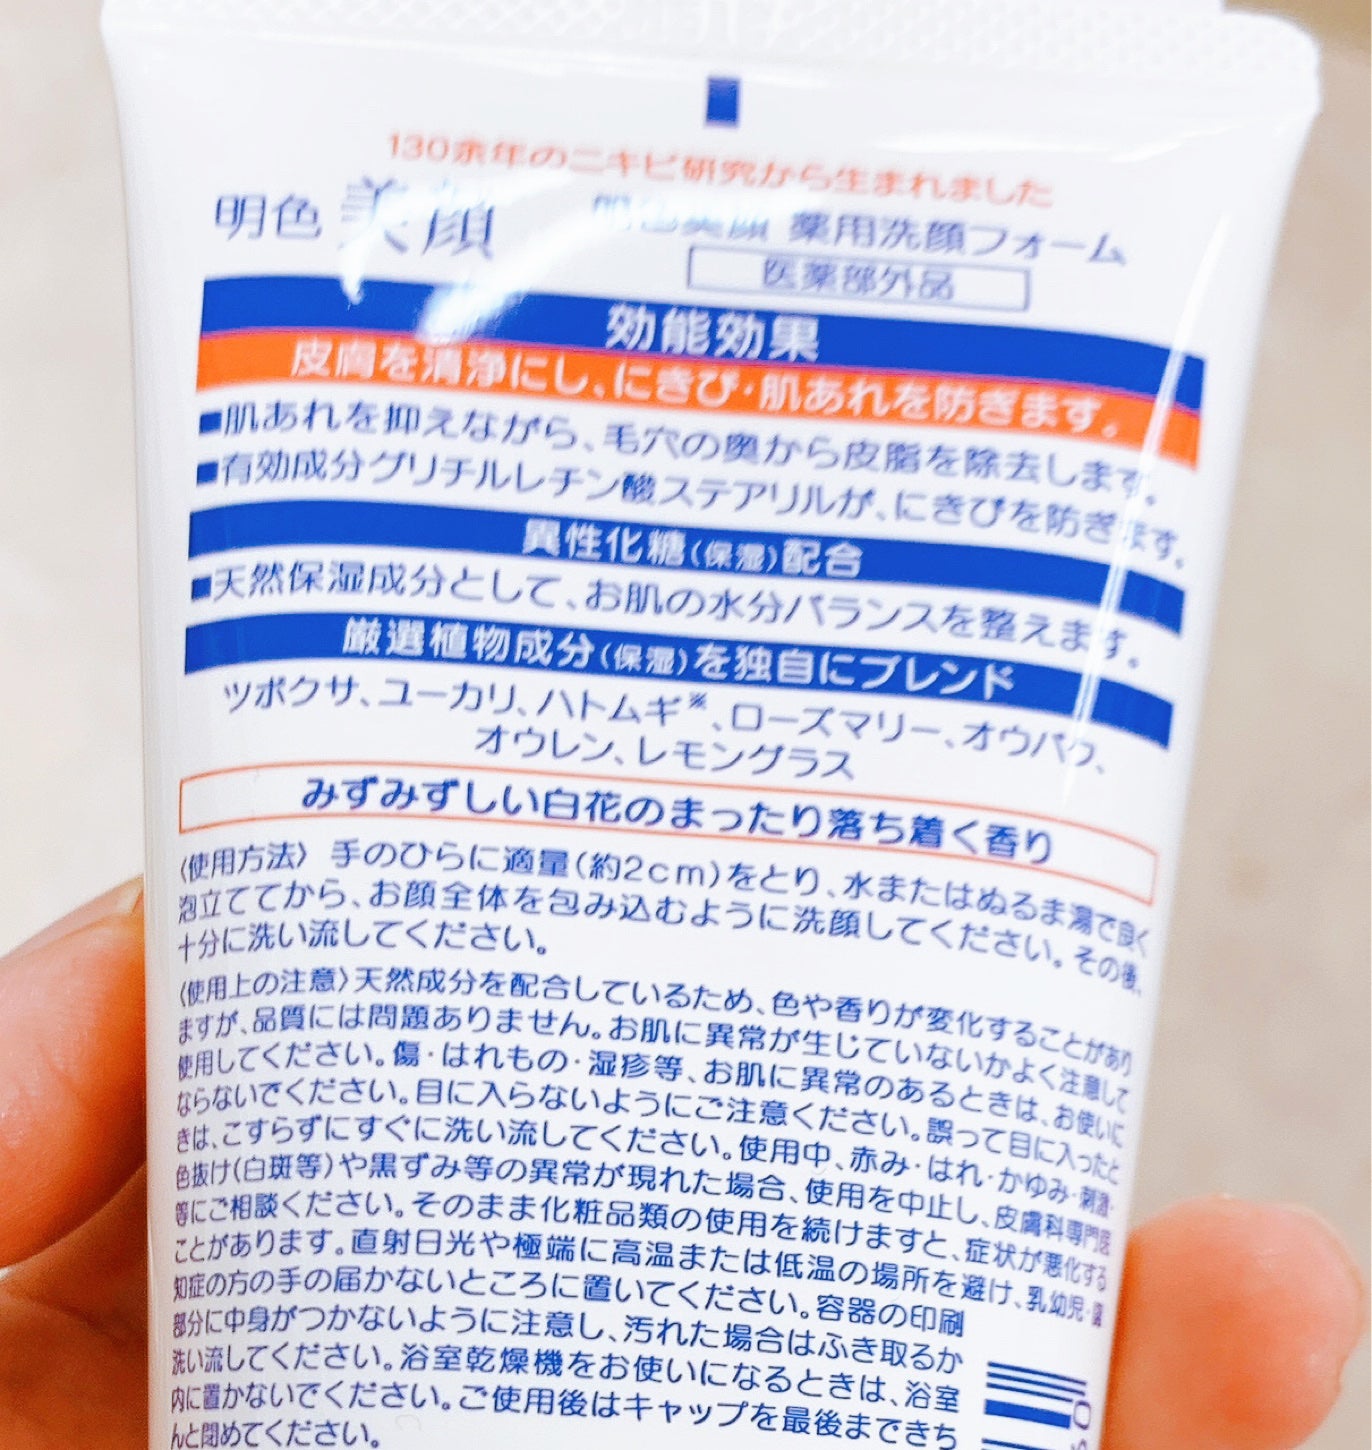 130余年のニキビ研究から生まれました
明色 美顔
明色美顔 薬用洗顔フォーム
医薬部外品
効能効果
皮膚を清浄にし、にきび・肌あれを防ぎます。
■肌あれを抑えながら、毛穴の奥から皮脂を除去します。
■有効成分グリチルレチン酸ステアリルが、にきびを防ぎます。
異性化糖(保湿)配合
■天然保湿成分として、お肌の水分バランスを整えます。
厳選植物成分(保湿)を独自にブレンド
ツボクサ、ユーカリ、ハトムギ※、ローズマリー、オウバク、
オウレン、レモングラス
みずみずしい白花のまったり落ち着く香り
〈使用方法〉 手のひらに適量(約2cm)をとり、水またはぬるま湯で良く
泡立ててから、お顔全体を包み込むように洗顔してください。その後、
十分に洗い流してください。
〈使用上の注意〉天然成分を配合しているため、色や香りが変化することがあり
ますが、品質には問題ありません。お肌に異常が生じていないかよく注意して
使用してください。傷・はれもの・湿疹等、お肌に異常のあるときは、お使いに
ならないでください。目に入らないようにご注意ください。誤って目に入ったと
きは、こすらずにすぐに洗い流してください。使用中、赤み・はれ・かゆみ・刺激・
色抜け(白斑等)や黒ずみ等の異常が現れた場合、使用を中止し、皮膚科専門医
等にご相談ください。そのまま化粧品類の使用を続けますと、症状が悪化する
ことがあります。直射日光や極端に高温または低温の場所を避け、乳幼児・
知症の方の手の届かないところに置いてください。容器の印刷
部分に中身がつかないように注意し、汚れた場合はふき取るか
洗い流してください。浴室乾燥機をお使いになるときは、浴室
内に置かないでください。ご使用後はキャップを最後まできち
んと閉めてください。